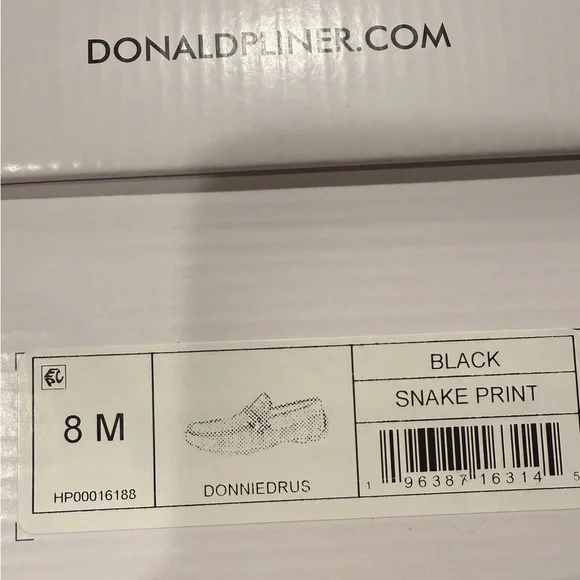 DONALDPLINER.COM
8 M
HP00016188
DONNIEDRUS
BLACK
SNAKE PRINT
1 96387 16314 5